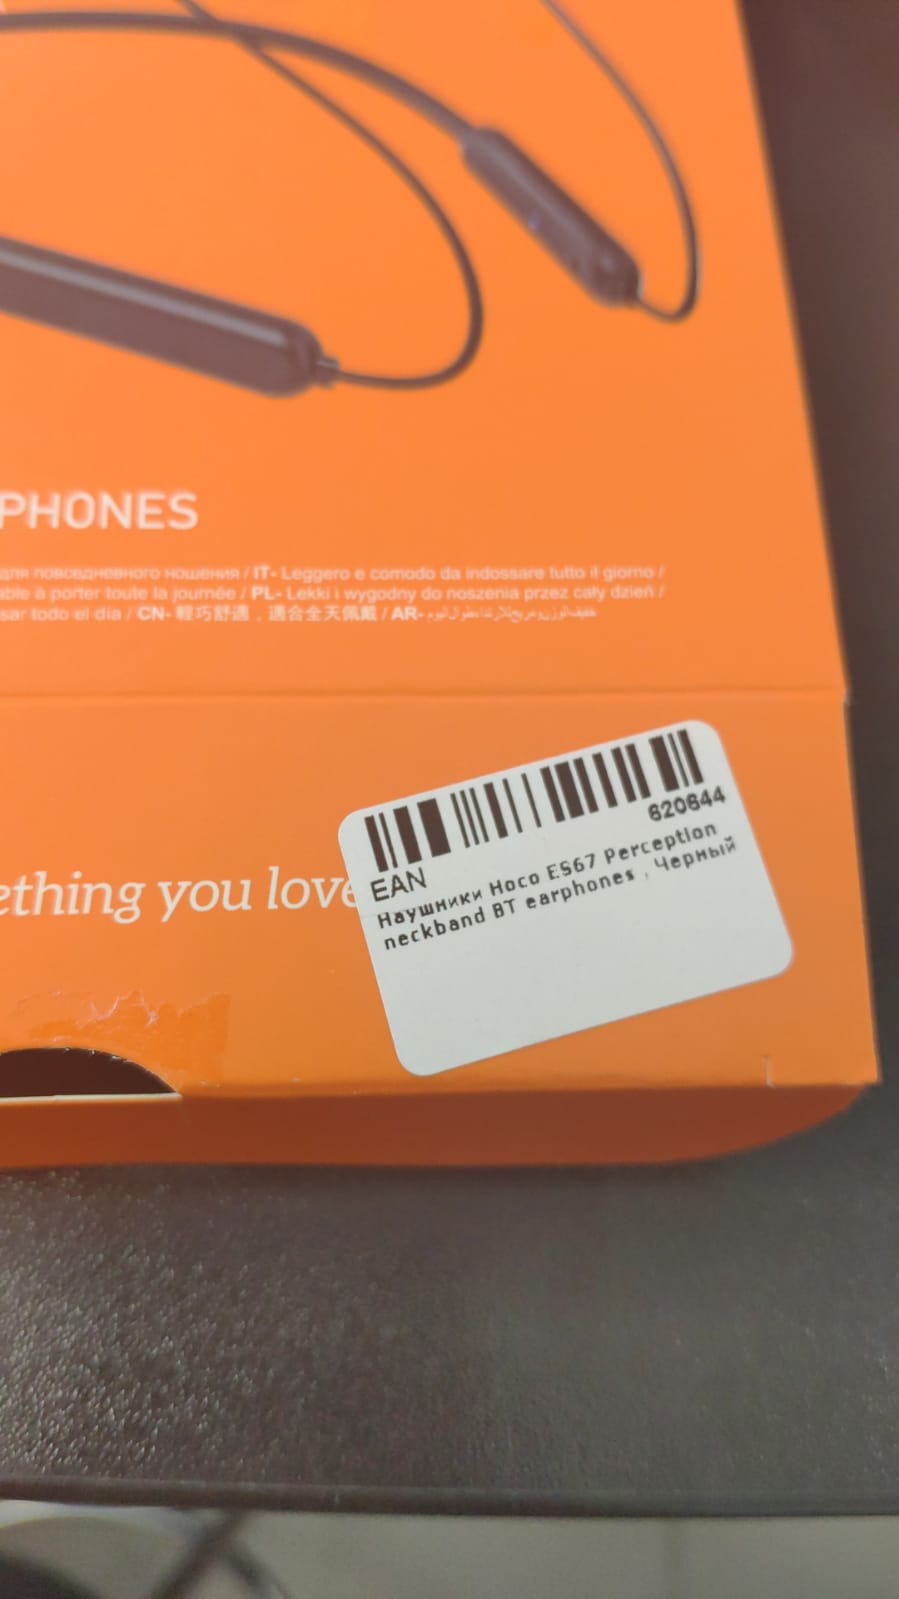 PHONES
для повседневного ношения / IT- Leggero e comodo da indossare tutto il giorno /
able à porter toute la journée / PL- Lekki i wygodny do noszenia przez cały dzień /
sar todo el día / CN- 輕巧舒適，適合全天佩戴 / AR-
ething you love
620644
EAN
Наушники Hoco ES67 Perception
neckband BT earphones , Черный